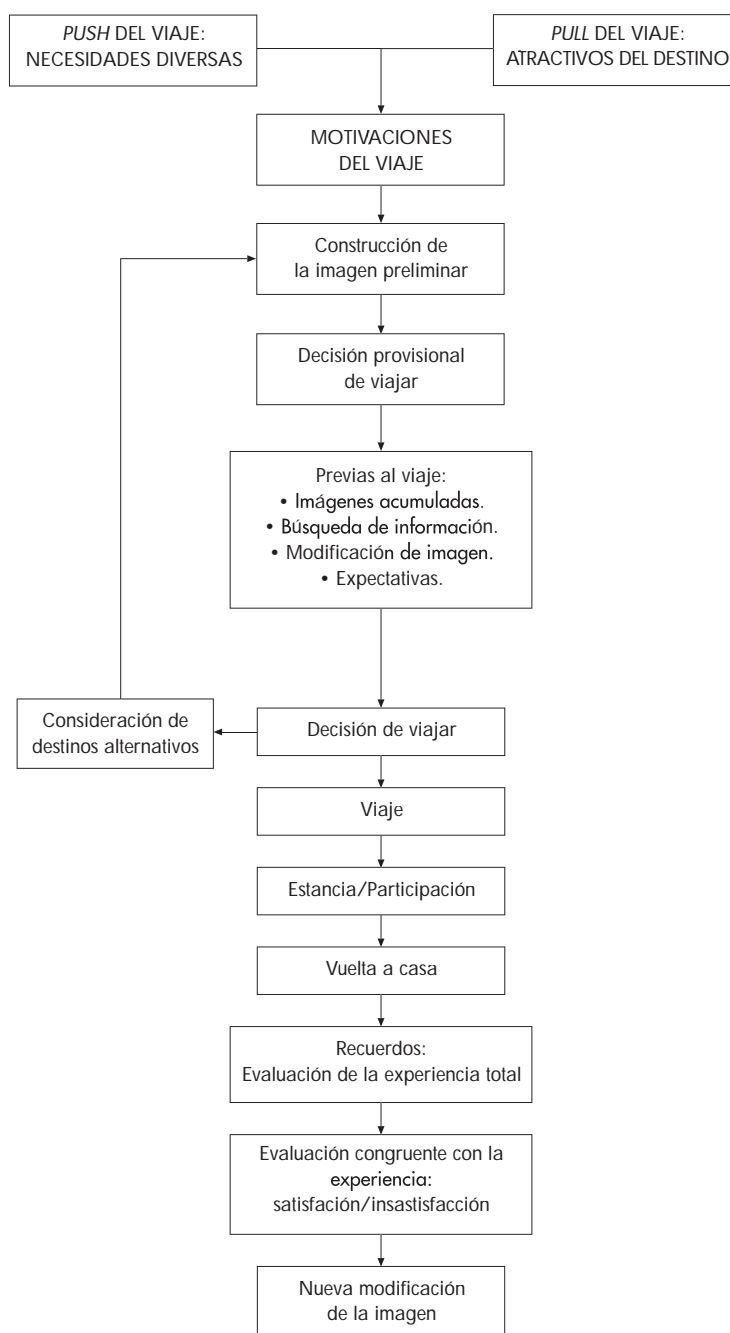 PUSH DEL VIAJE:
NECESIDADES DIVERSAS
PULL DEL VIAJE:
ATRACTIVOS DEL DESTINO
MOTIVACIONES
DEL VIAJE
Construcción de
la imagen preliminar
Decisión provisional
de viajar
Previas al viaje:
• Imágenes acumuladas.
• Búsqueda de información.
• Modificación de imagen.
• Expectativas.
Consideración de
destinos alternativos
Decisión de viajar
Viaje
Estancia/Participación
Vuelta a casa
Recuerdos:
Evaluación de la experiencia total
Evaluación congruente con la
experiencia:
satisfación/insastisfacción
Nueva modificación
de la imagen